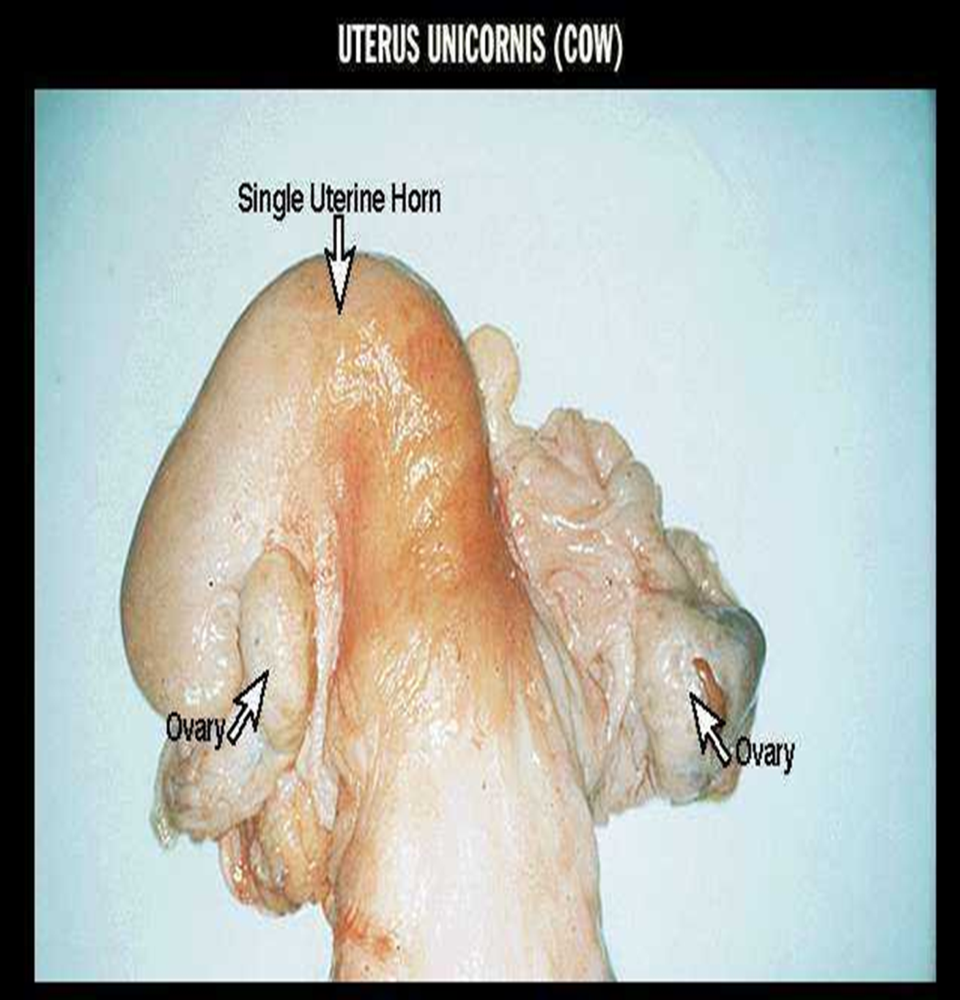 UTERUS UNICORNIS (COW)
Single Uterine Horn
Ovary
Ovary